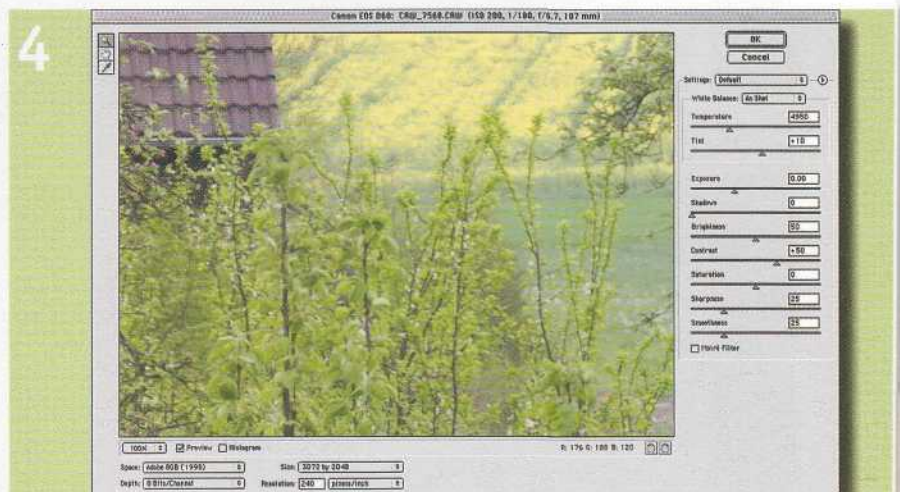 4
Canon EOS D60: CRW_7568.CRW (ISO 200, 1/180, f/6.7, 107 mm)
OK
Cancel
Settings: Default
White Balance: As Shot
Temperature 4950
Tint +10
Exposure 0.00
Shadows 0
Brightness 50
Contrast +50
Saturation 0
Sharpness 25
Smoothness 25
Moiré Filter
100% Preview Histogram R: 176 G: 180 B: 120
Space: Adobe RGB (1998) Size: 3072 by 2048
Depth: 8 Bits/Channel Resolution: 240 pixels/inch